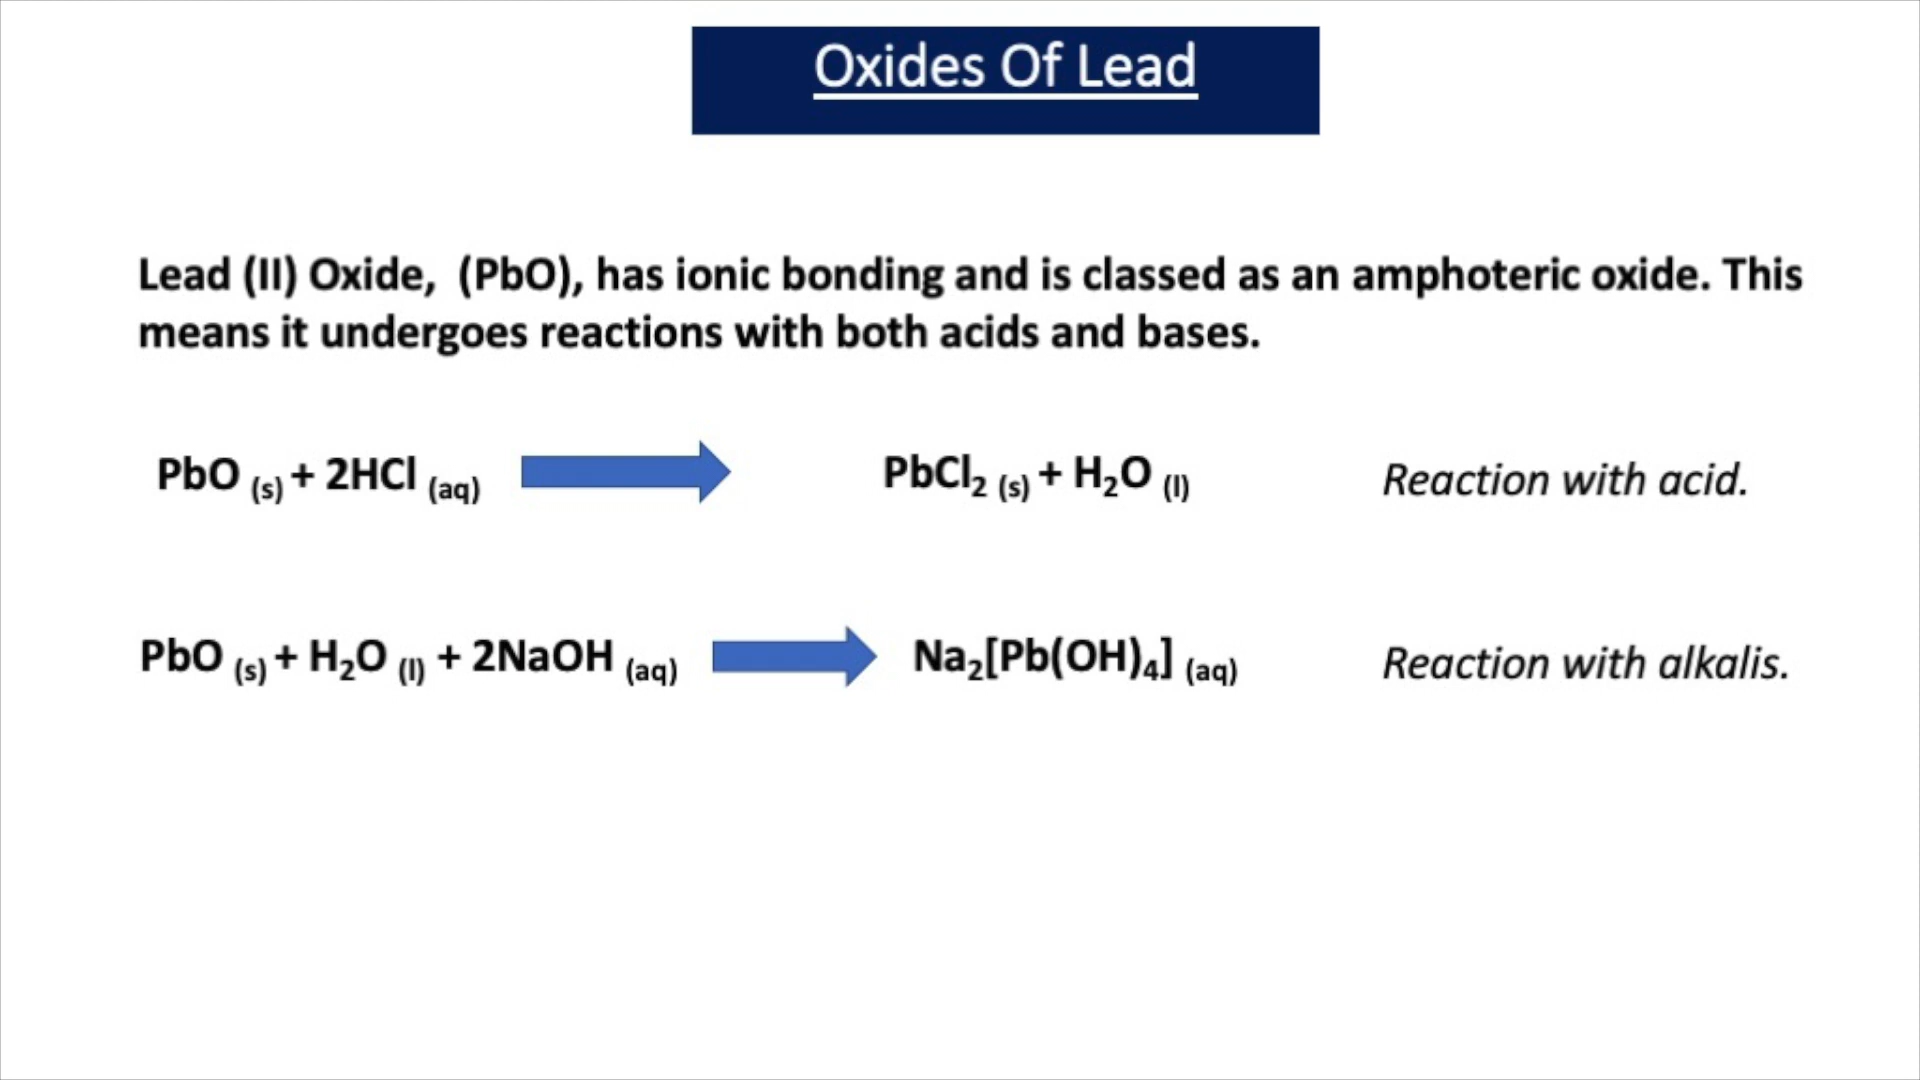 Oxides Of Lead
Lead (II) Oxide, (PbO), has ionic bonding and is classed as an amphoteric oxide. This
means it undergoes reactions with both acids and bases.
PbO (s) + 2HCl (aq) PbCl₂ (s) + H₂O (l) Reaction with acid.
PbO (s) + H₂O (l) + 2NaOH (aq) Na₂[Pb(OH)₄] (aq) Reaction with alkalis.